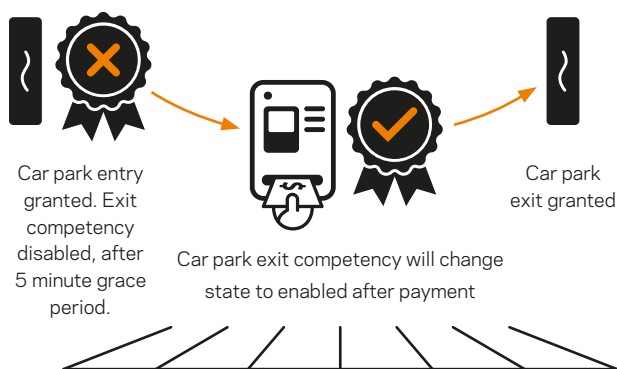 Car park entry
granted. Exit
competency
disabled, after
5 minute grace
period.
Car park exit competency will change
state to enabled after payment
Car park
exit granted